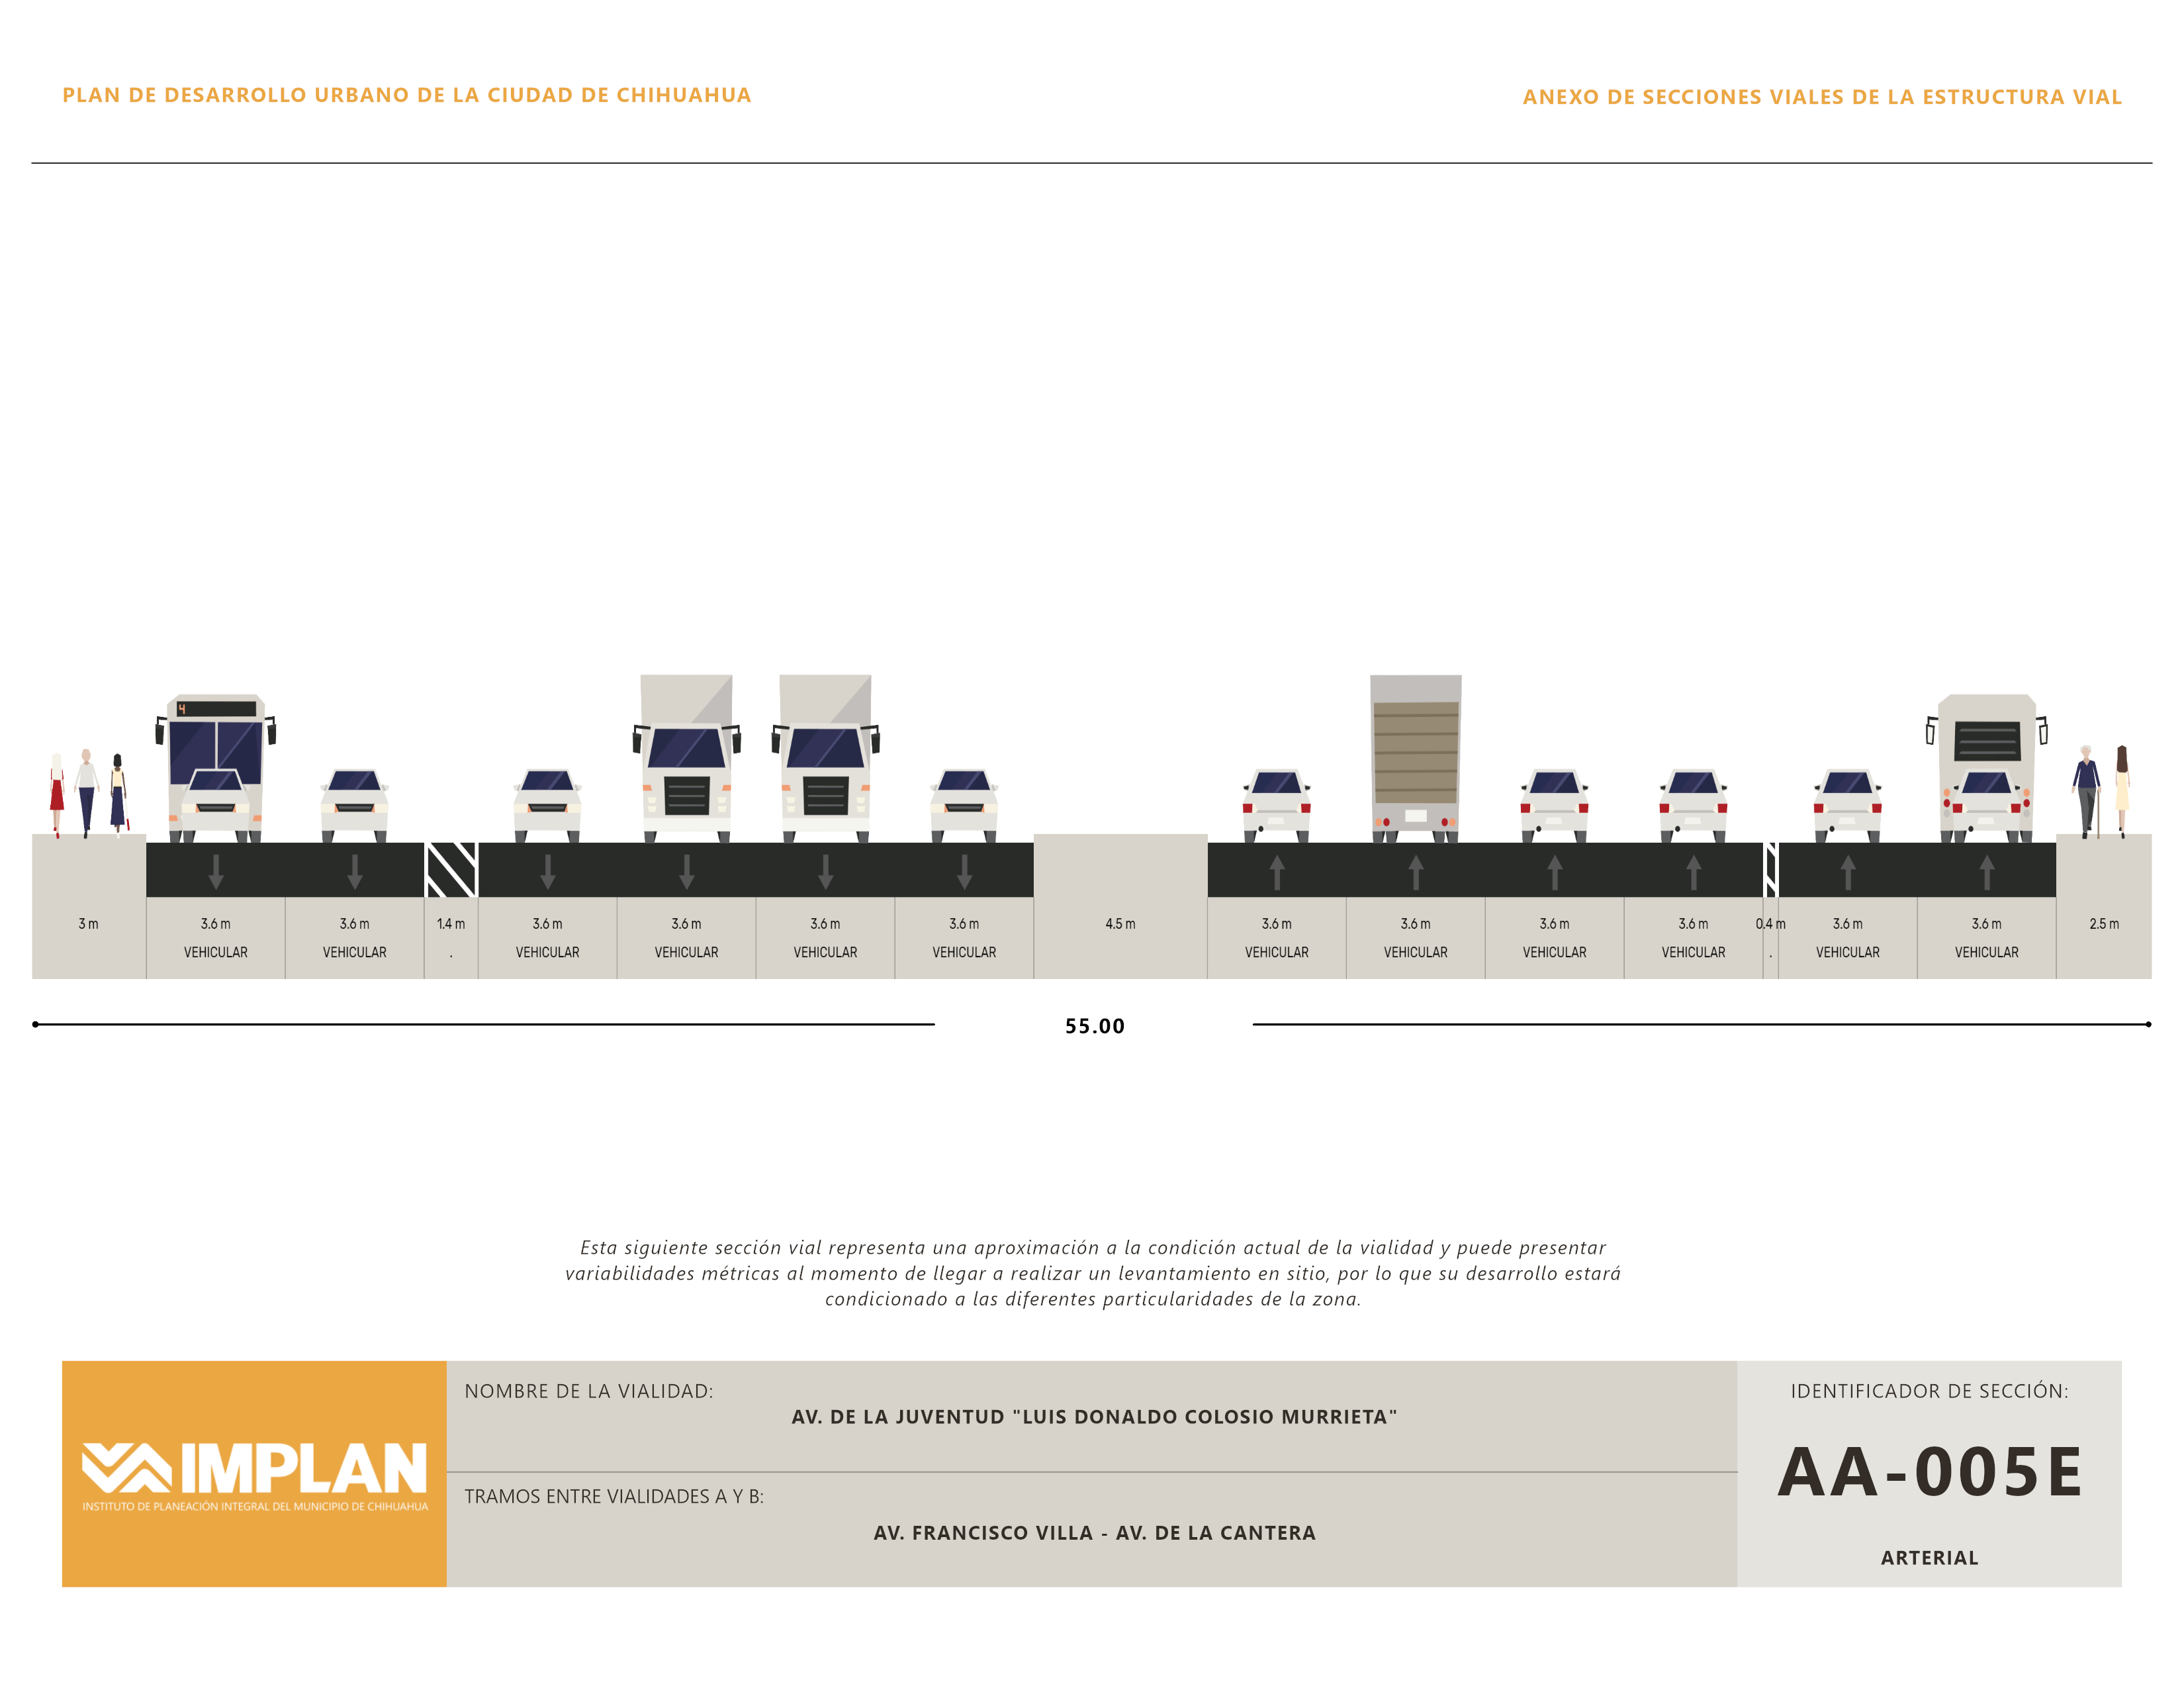 PLAN DE DESARROLLO URBANO DE LA CIUDAD DE CHIHUAHUA
ANEXO DE SECCIONES VIALES DE LA ESTRUCTURA VIAL
4
3 m 3.6 m 3.6 m 1.4 m 3.6 m 3.6 m 3.6 m 3.6 m 4.5 m 3.6 m 3.6 m 3.6 m 3.6 m 0.4 m 3.6 m 3.6 m 2.5 m
VEHICULAR VEHICULAR . VEHICULAR VEHICULAR VEHICULAR VEHICULAR VEHICULAR VEHICULAR VEHICULAR VEHICULAR . VEHICULAR VEHICULAR
55.00
Esta siguiente sección vial representa una aproximación a la condición actual de la vialidad y puede presentar
variabilidades métricas al momento de llegar a realizar un levantamiento en sitio, por lo que su desarrollo estará
condicionado a las diferentes particularidades de la zona.
IMPLAN
INSTITUTO DE PLANEACIÓN INTEGRAL DEL MUNICIPIO DE CHIHUAHUA
NOMBRE DE LA VIALIDAD:
AV. DE LA JUVENTUD "LUIS DONALDO COLOSIO MURRIETA"
TRAMOS ENTRE VIALIDADES A Y B:
AV. FRANCISCO VILLA - AV. DE LA CANTERA
IDENTIFICADOR DE SECCIÓN:
AA-005E
ARTERIAL